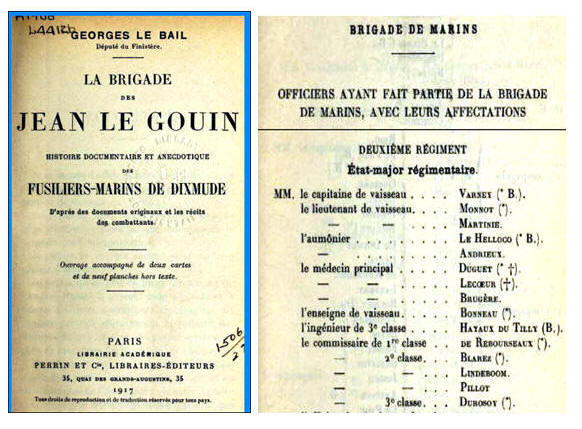 H1708
L4412b
GEORGES LE BAIL
Député du Finistère.
LA BRIGADE
DES
JEAN LE GOUIN
HISTOIRE DOCUMENTAIRE ET ANECDOTIQUE
DES
FUSILIERS-MARINS DE DIXMUDE
D'après des documents originaux et les récits
des combattants.
Ouvrage accompagné de deux cartes
et de neuf planches hors texte.
PARIS
LIBRAIRIE ACADÉMIQUE
PERRIN ET Cie, LIBRAIRES-ÉDITEURS
35, QUAI DES GRANDS-AUGUSTINS, 35
1917
Tous droits de reproduction et de traduction réservés pour tous pays.
BRIGADE DE MARINS
OFFICIERS AYANT FAIT PARTIE DE LA BRIGADE
DE MARINS, AVEC LEURS AFFECTATIONS
DEUXIÈME RÉGIMENT
État-major régimentaire.
MM. le capitaine de vaisseau . . . . VARNEY (* B.).
le lieutenant de vaisseau. . . . MONNOT (*).
— — MARTINIE.
l'aumônier . . . . . . . . . LE HELLOCO (* B.).
— . . . . . . . . . ANDRIEUX.
le médecin principal . . . . DUGUET (* †).
— — LECŒUR (†).
— — BRUGÈRE.
l'enseigne de vaisseau. . . . . BONNEAU (*).
l'ingénieur de 3e classe . . . . HAYAUX DU TILLY (B.).
le commissaire de 1re classe . . DE REBOURSEAUX (*).
— 2e classe. . . BLAREZ (*).
— — LINDEBOOM.
— — PILLOT
— 3e classe. . . DUROSOY (*).